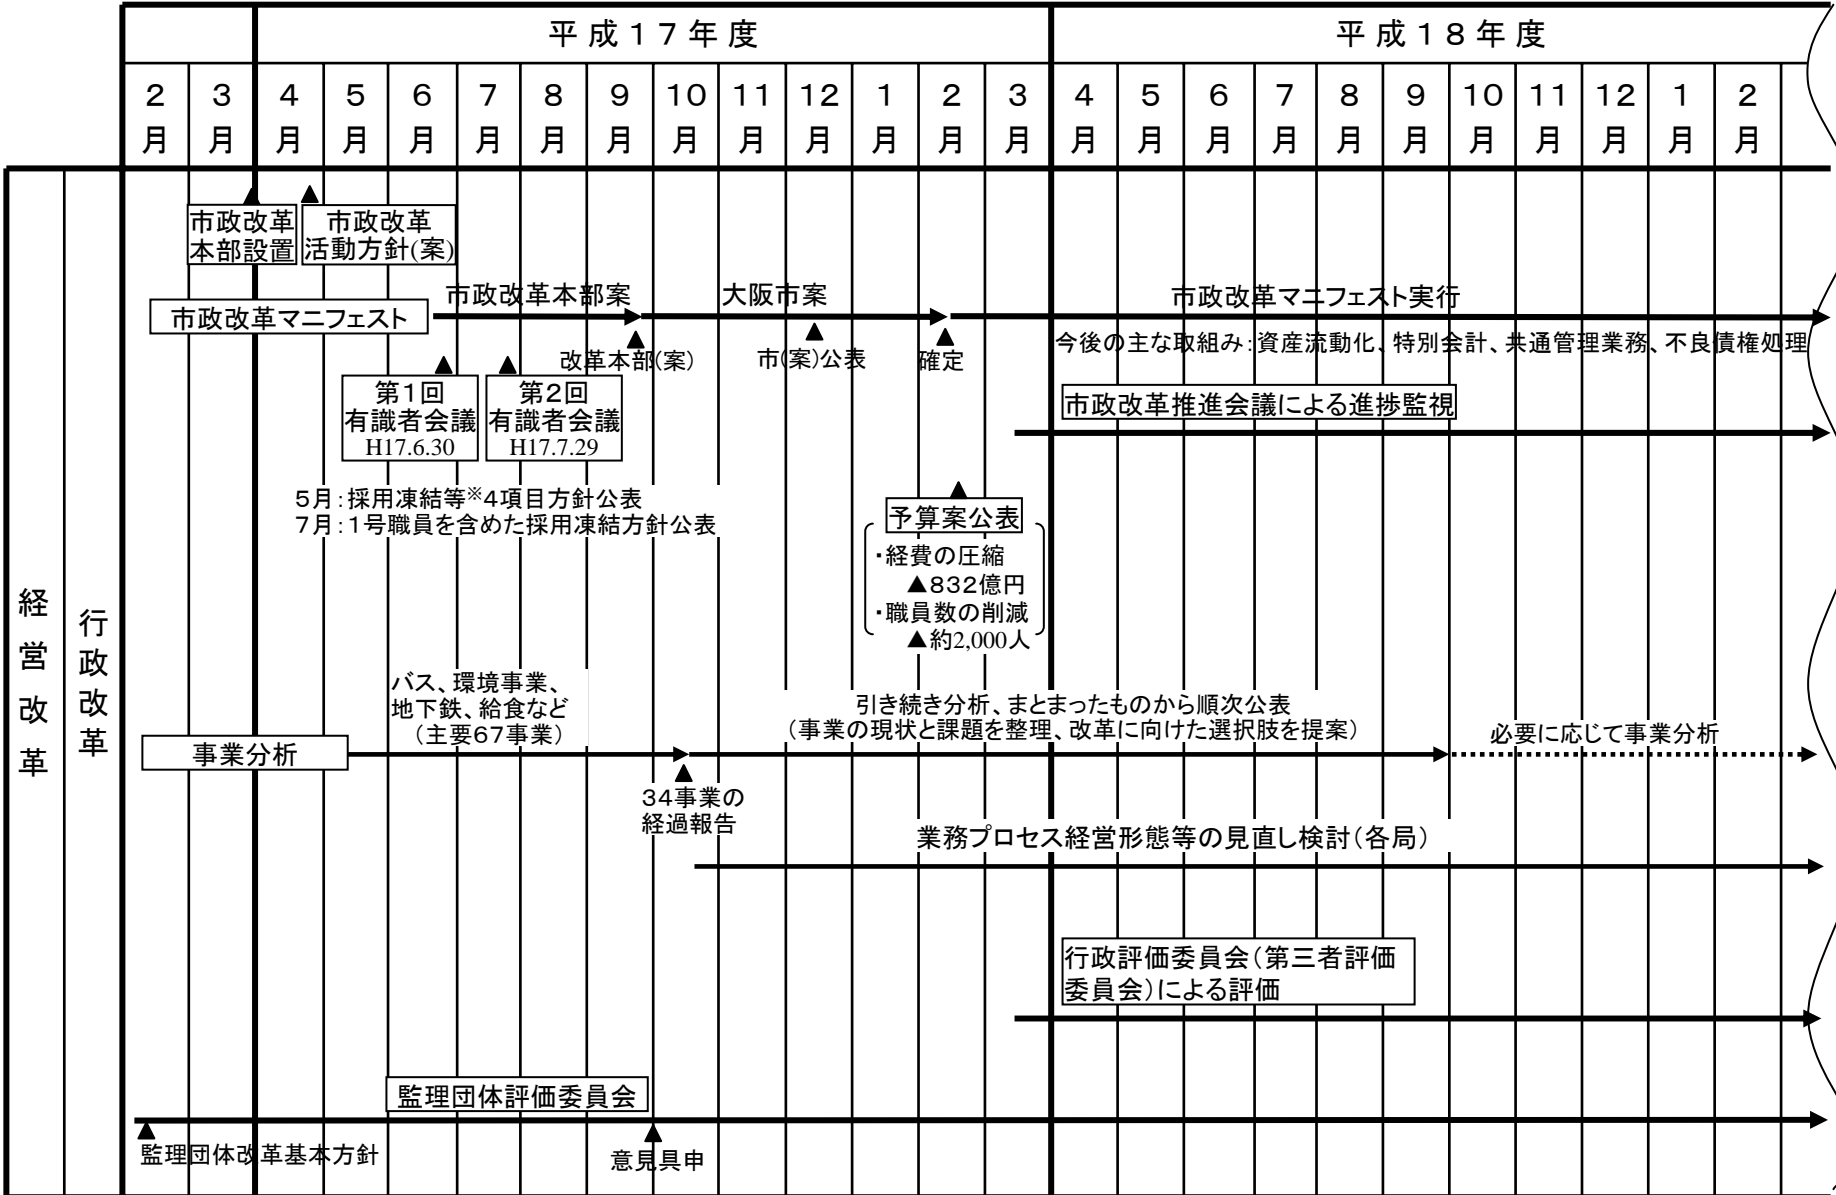 平成１７年度
平成１８年度
2月 3月 4月 5月 6月 7月 8月 9月 10月 11月 12月 1月 2月 3月 4月 5月 6月 7月 8月 9月 10月 11月 12月 1月 2月
経営改革
行政改革
市政改革
本部設置
市政改革
活動方針(案)
市政改革マニフェスト
市政改革本部案
大阪市案
市政改革マニフェスト実行
▲
改革本部(案)
▲
市(案)公表
▲
確定
今後の主な取組み：資産流動化、特別会計、共通管理業務、不良債権処理
第１回
有識者会議
H17.6.30
第２回
有識者会議
H17.7.29
市政改革推進会議による進捗監視
５月：採用凍結等※４項目方針公表
７月：１号職員を含めた採用凍結方針公表
予算案公表
・経費の圧縮
▲832億円
・職員数の削減
▲約2,000人
バス、環境事業、
地下鉄、給食など
（主要67事業）
事業分析
引き続き分析、まとまったものから順次公表
（事業の現状と課題を整理、改革に向けた選択肢を提案）
必要に応じて事業分析
▲
34事業の
経過報告
業務プロセス経営形態等の見直し検討（各局）
行政評価委員会（第三者評価
委員会）による評価
監理団体評価委員会
▲
監理団体改革基本方針
▲
意見具申